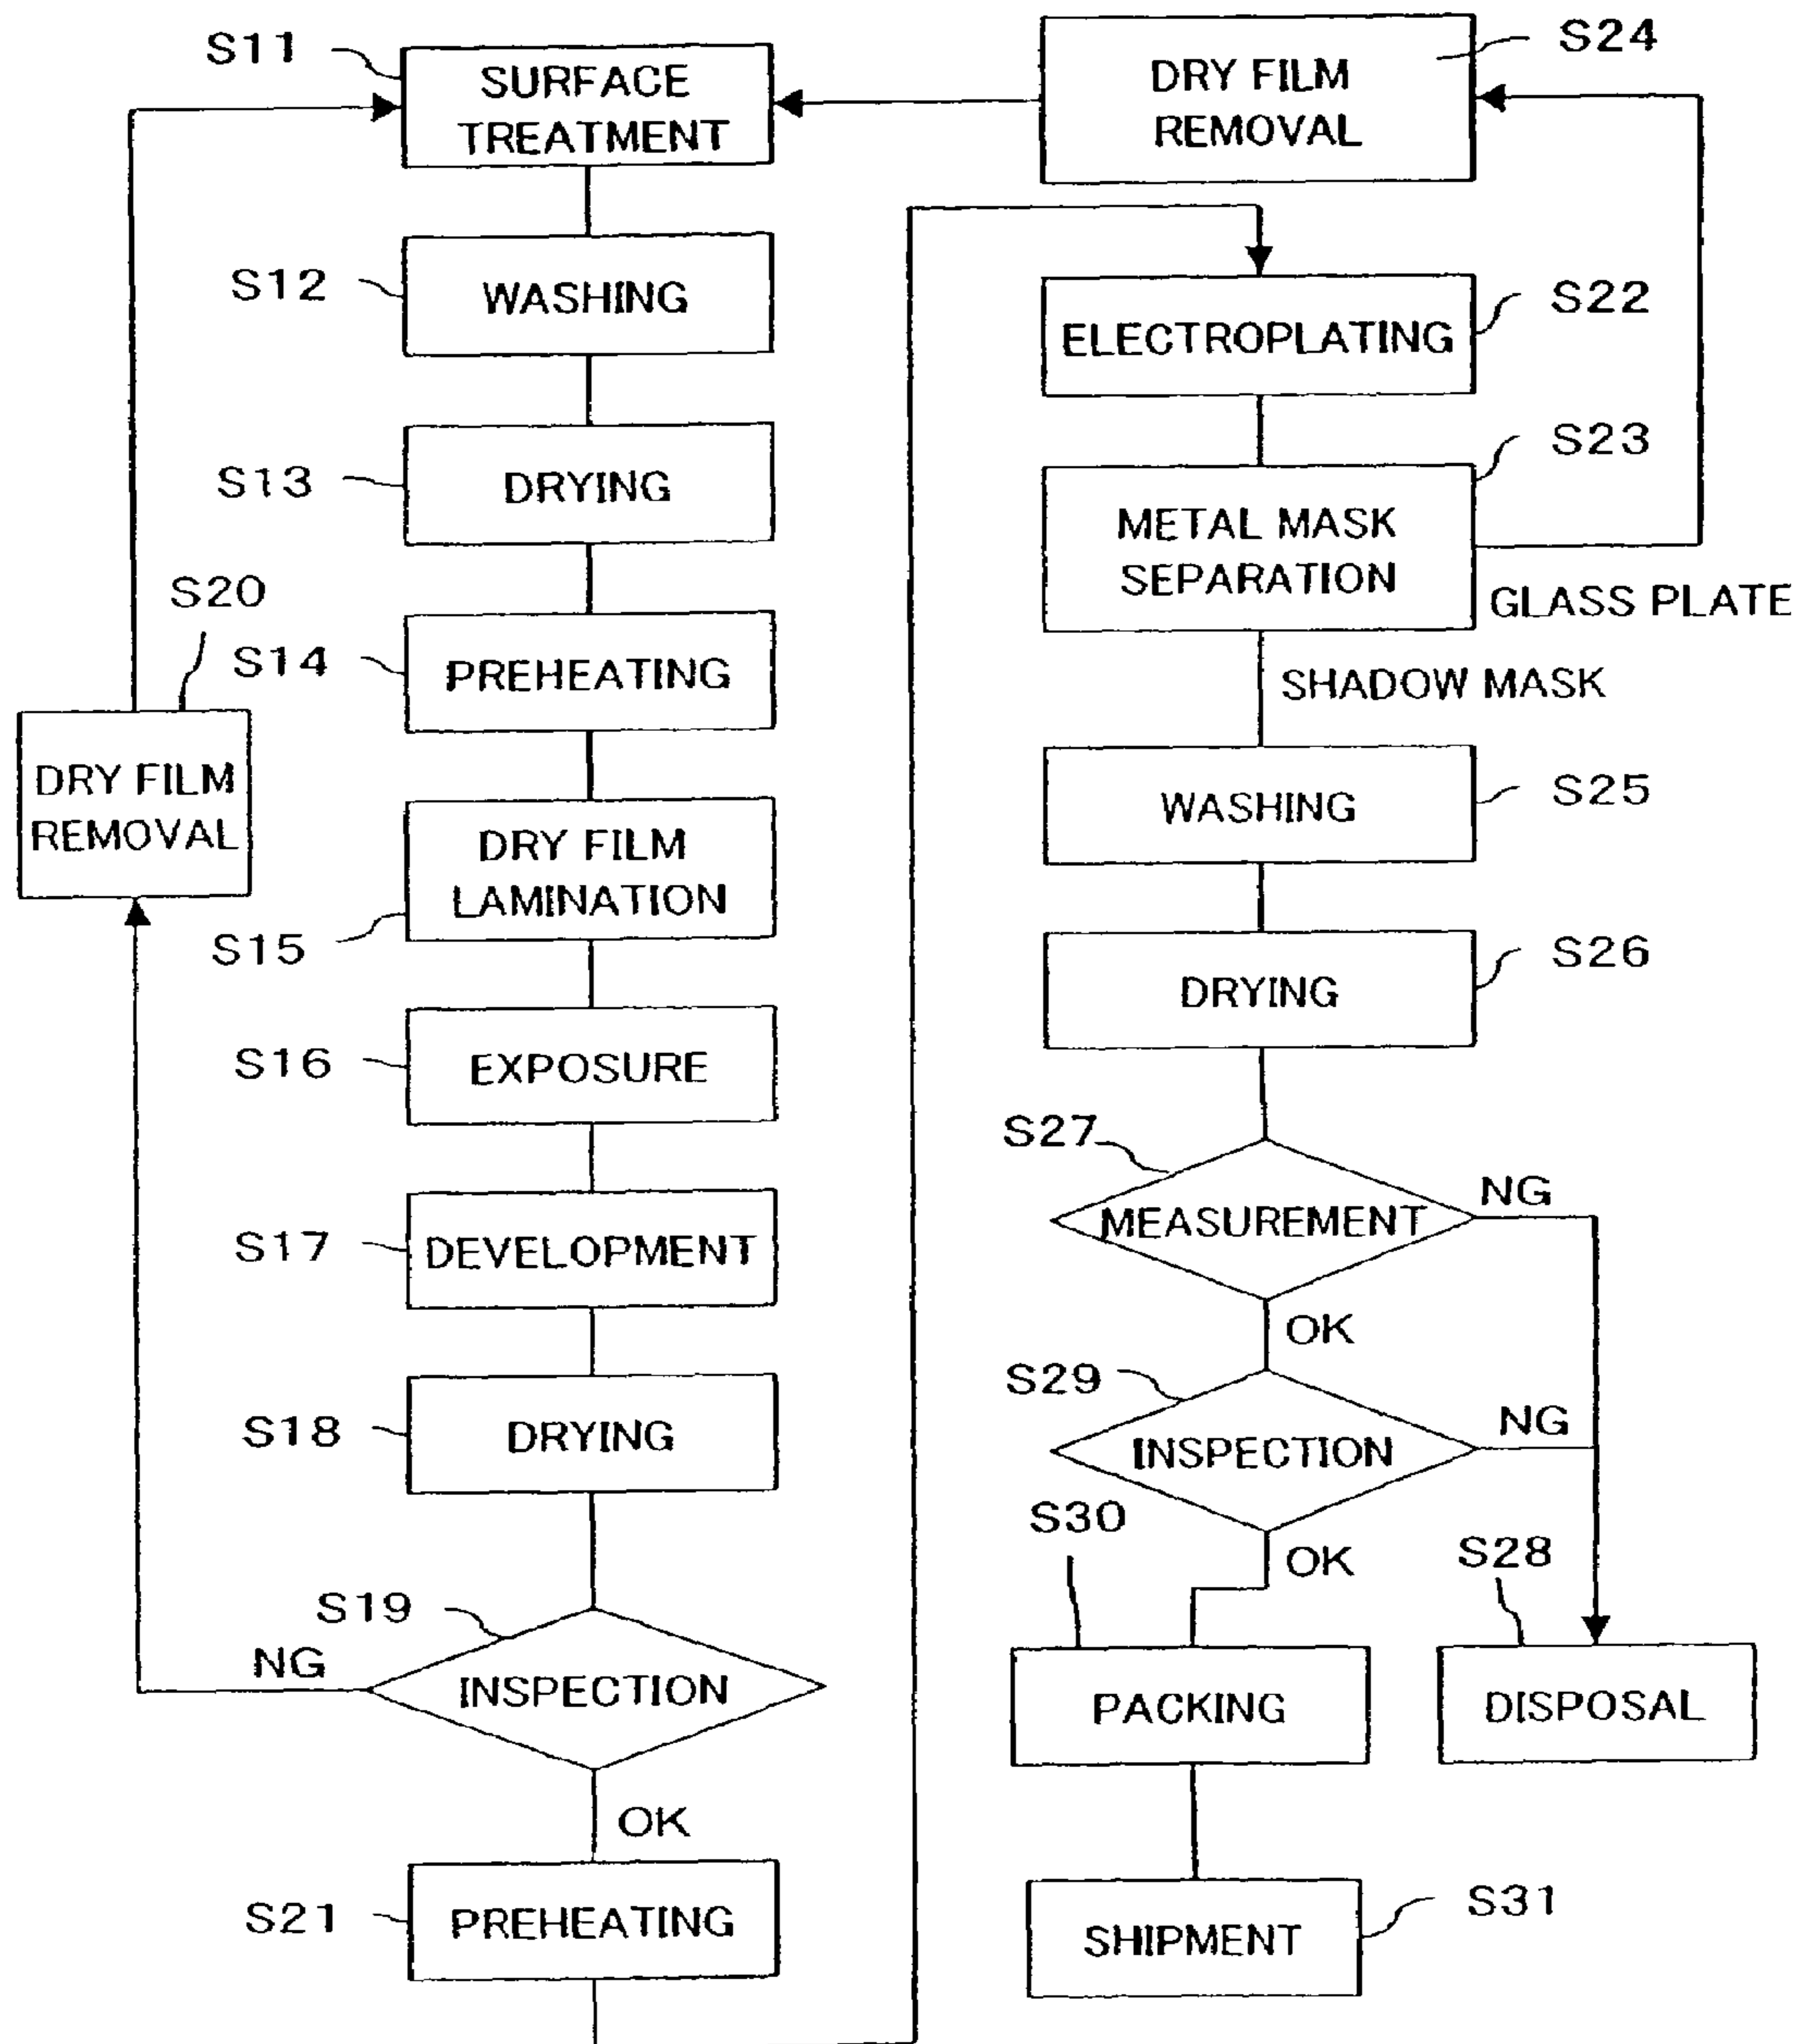 S11
SURFACE
TREATMENT
S12
WASHING
S13
DRYING
S14
PREHEATING
S15
DRY FILM
LAMINATION
S16
EXPOSURE
S17
DEVELOPMENT
S18
DRYING
S19
INSPECTION
NG
OK
S20
DRY FILM
REMOVAL
S21
PREHEATING
S24
DRY FILM
REMOVAL
S22
ELECTROPLATING
S23
METAL MASK
SEPARATION
GLASS PLATE
SHADOW MASK
S25
WASHING
S26
DRYING
S27
MEASUREMENT
NG
OK
S29
INSPECTION
NG
OK
S30
PACKING
S28
DISPOSAL
S31
SHIPMENT